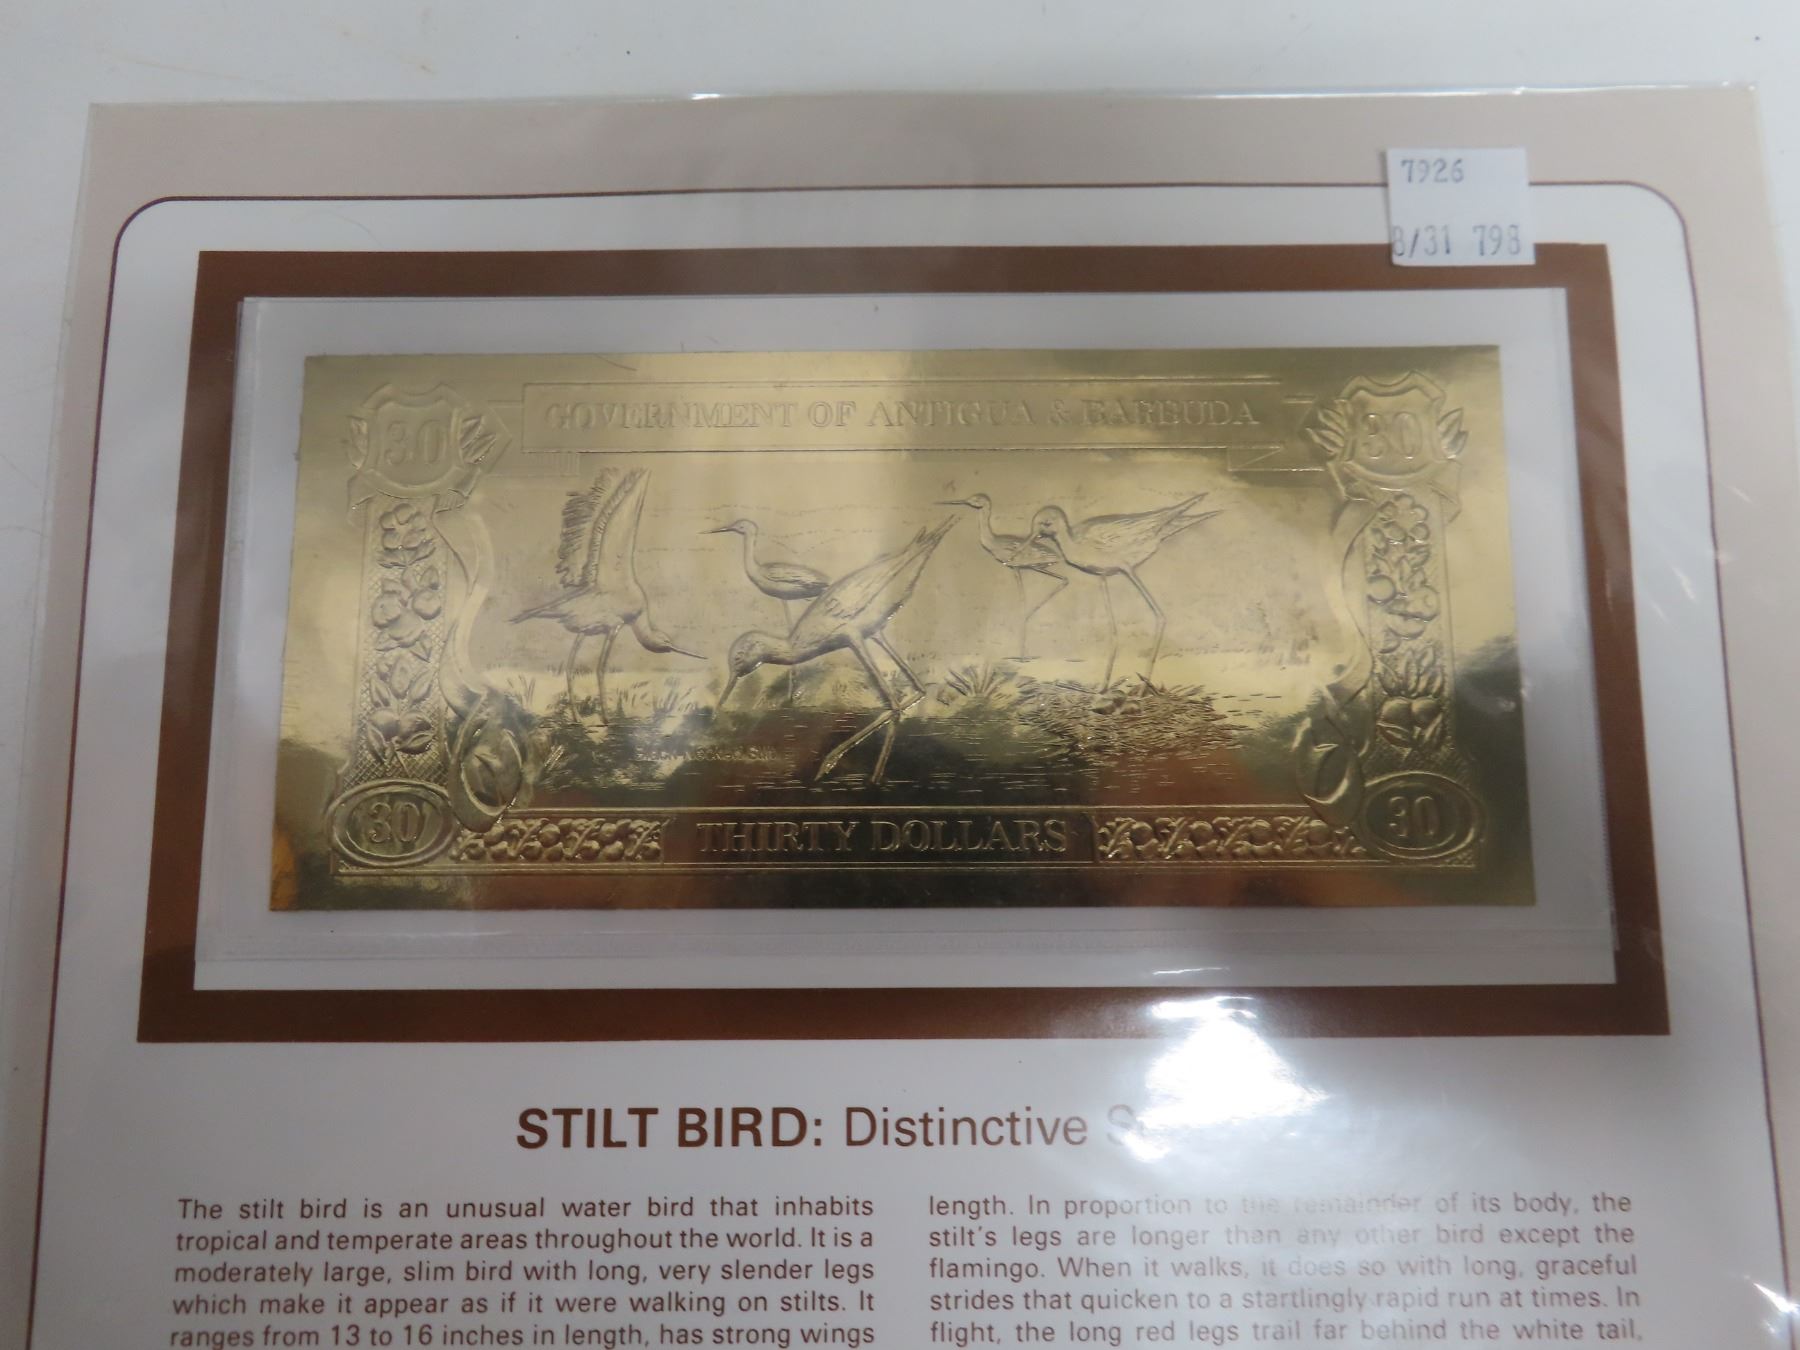 7926
8/31 798
GOVERNMENT OF ANTIGUA & BARBUDA
30
30
30
THIRTY DOLLARS
30
STILT BIRD: Distinctive
The stilt bird is an unusual water bird that inhabits
tropical and temperate areas throughout the world. It is a
moderately large, slim bird with long, very slender legs
which make it appear as if it were walking on stilts. It
ranges from 13 to 16 inches in length, has strong wings
length. In proportion to the remainder of its body, the
stilt's legs are longer than any other bird except the
flamingo. When it walks, it does so with long, graceful
strides that quicken to a startlingly rapid run at times. In
flight, the long red legs trail far behind the white tail,